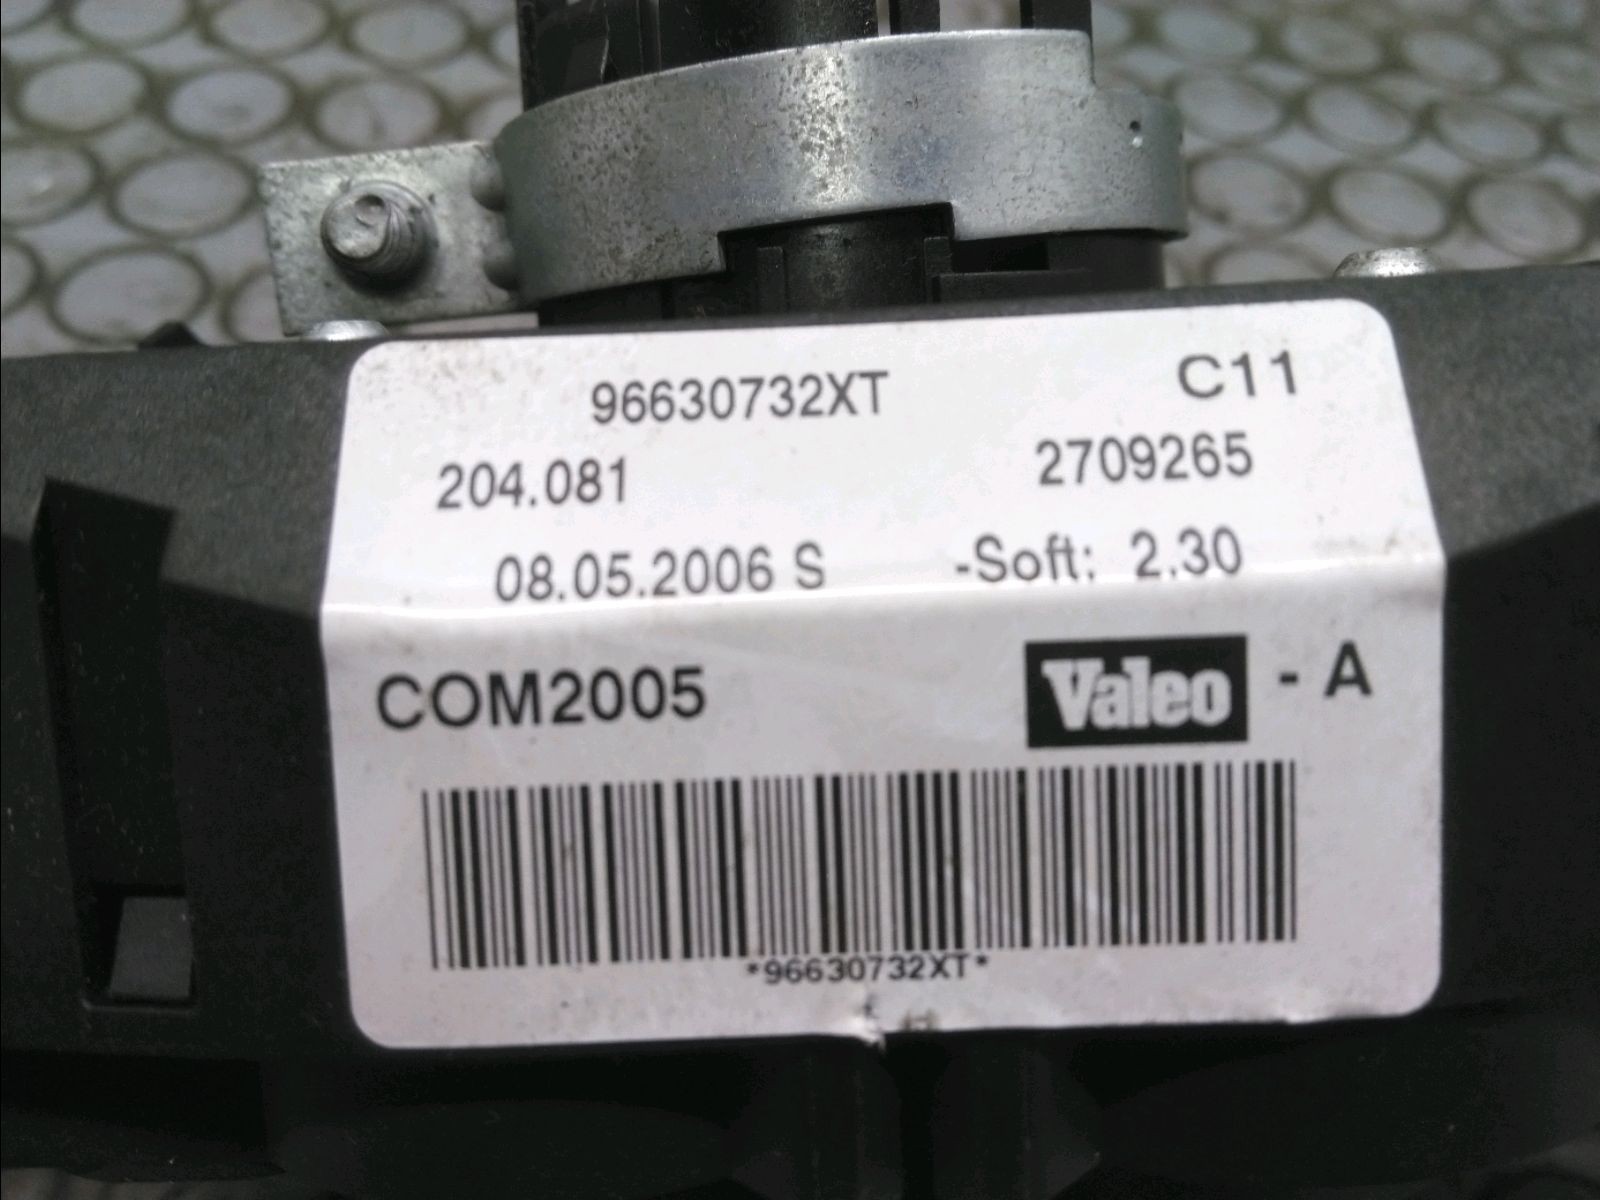 96630732XT C11
204.081 2709265
08.05.2006 S -Soft: 2.30
COM2005 Valeo - A
*96630732XT*